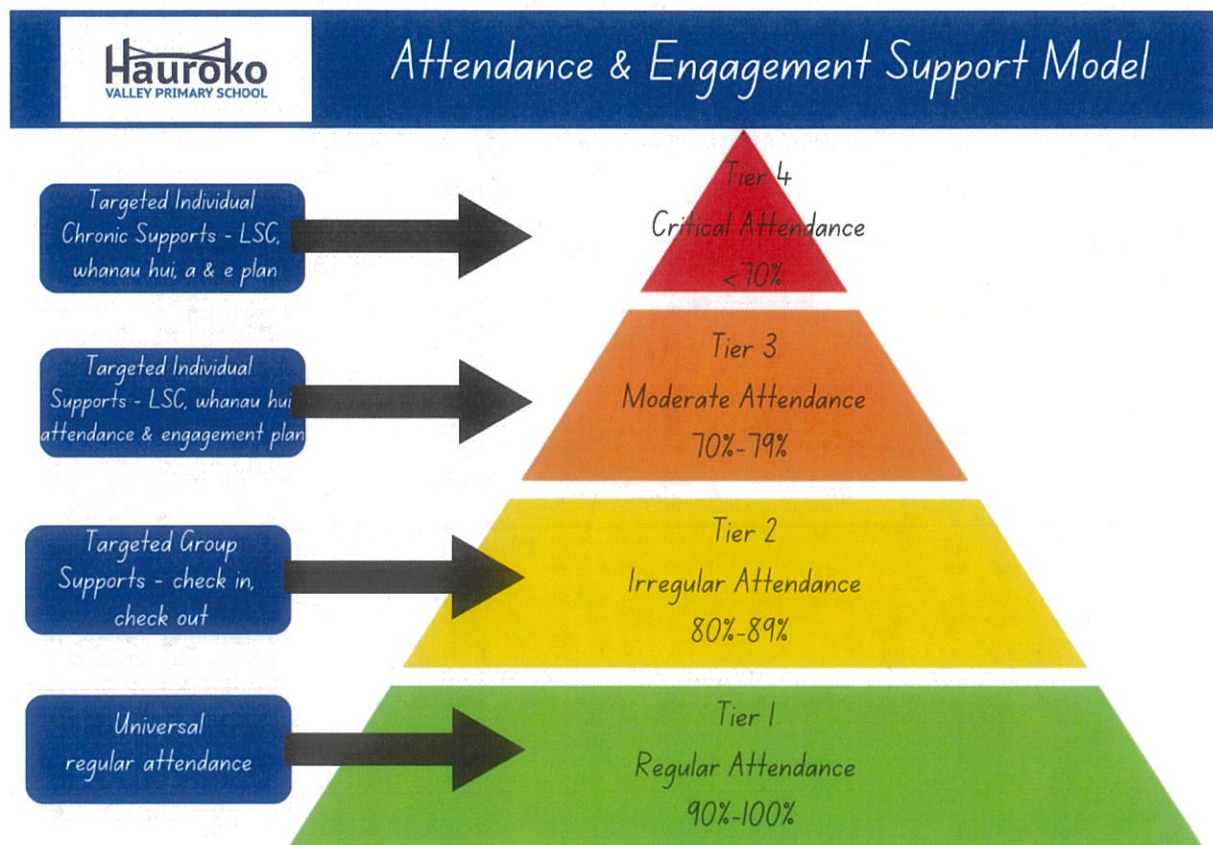 Hauroko
VALLEY PRIMARY SCHOOL
Attendance & Engagement Support Model
Targeted Individual
Chronic Supports - LSC,
whanau hui, a & e plan
Tier 4
Critical Attendance
<70%
Targeted Individual
Supports - LSC, whanau hui
attendance & engagement plan
Tier 3
Moderate Attendance
70%-79%
Targeted Group
Supports - check in,
check out
Tier 2
Irregular Attendance
80%-89%
Universal
regular attendance
Tier 1
Regular Attendance
90%-100%